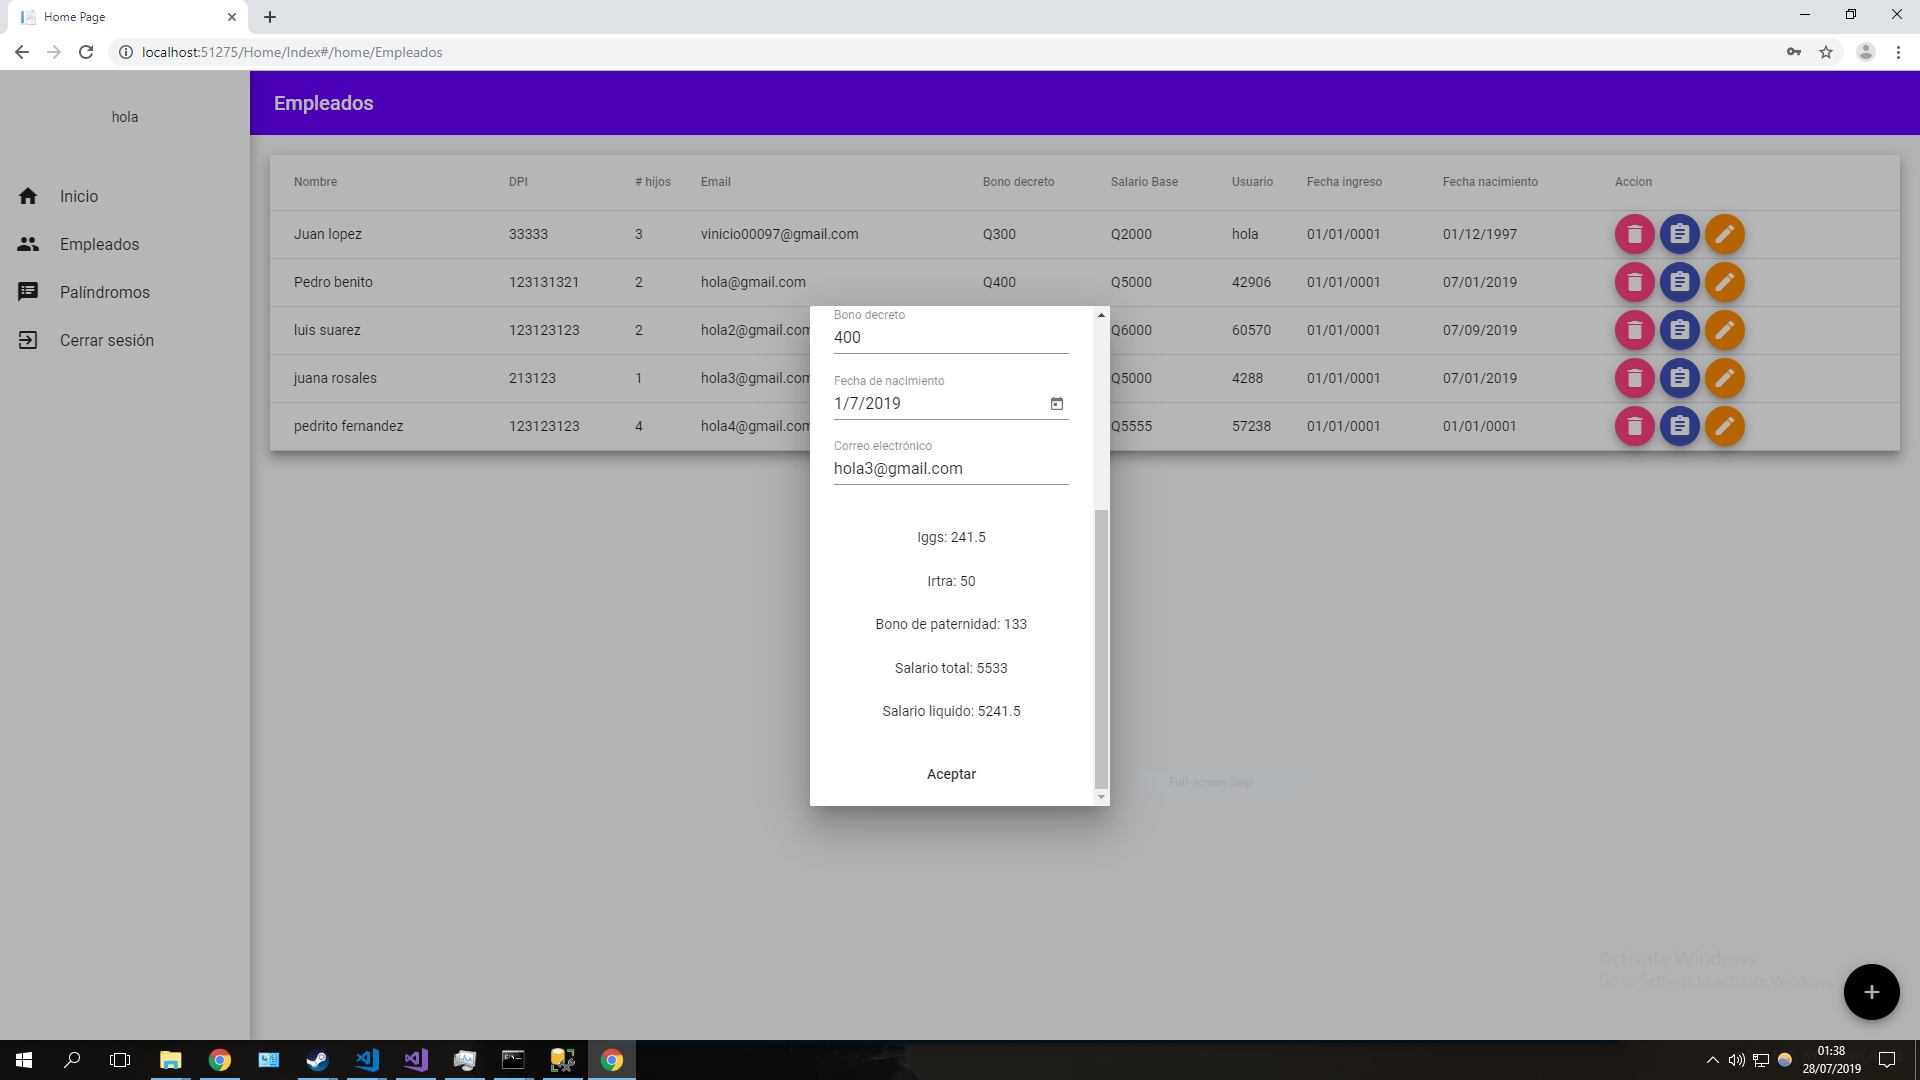 Home Page
localhost:51275/Home/Index#/home/Empleados
hola
Inicio
Empleados
Palíndromos
Cerrar sesión
Empleados
Nombre DPI # hijos Email Bono decreto Salario Base Usuario Fecha ingreso Fecha nacimiento Accion
Juan lopez 33333 3 vinicio00097@gmail.com Q300 Q2000 hola 01/01/0001 01/12/1997
Pedro benito 123131321 2 hola@gmail.com Q400 Q5000 42906 01/01/0001 07/01/2019
luis suarez 123123123 2 hola2@gmail.com Q6000 60570 01/01/0001 07/09/2019
juana rosales 213123 1 hola3@gmail.com Q5000 4288 01/01/0001 07/01/2019
pedrito fernandez 123123123 4 hola4@gmail.com Q5555 57238 01/01/0001 01/01/0001
Bono decreto
400
Fecha de nacimiento
1/7/2019
Correo electrónico
hola3@gmail.com
Iggs: 241.5
Irtra: 50
Bono de paternidad: 133
Salario total: 5533
Salario liquido: 5241.5
Aceptar
Full-screen Snip
Activate Windows
Go to Settings to activate Windows.
01:38
28/07/2019